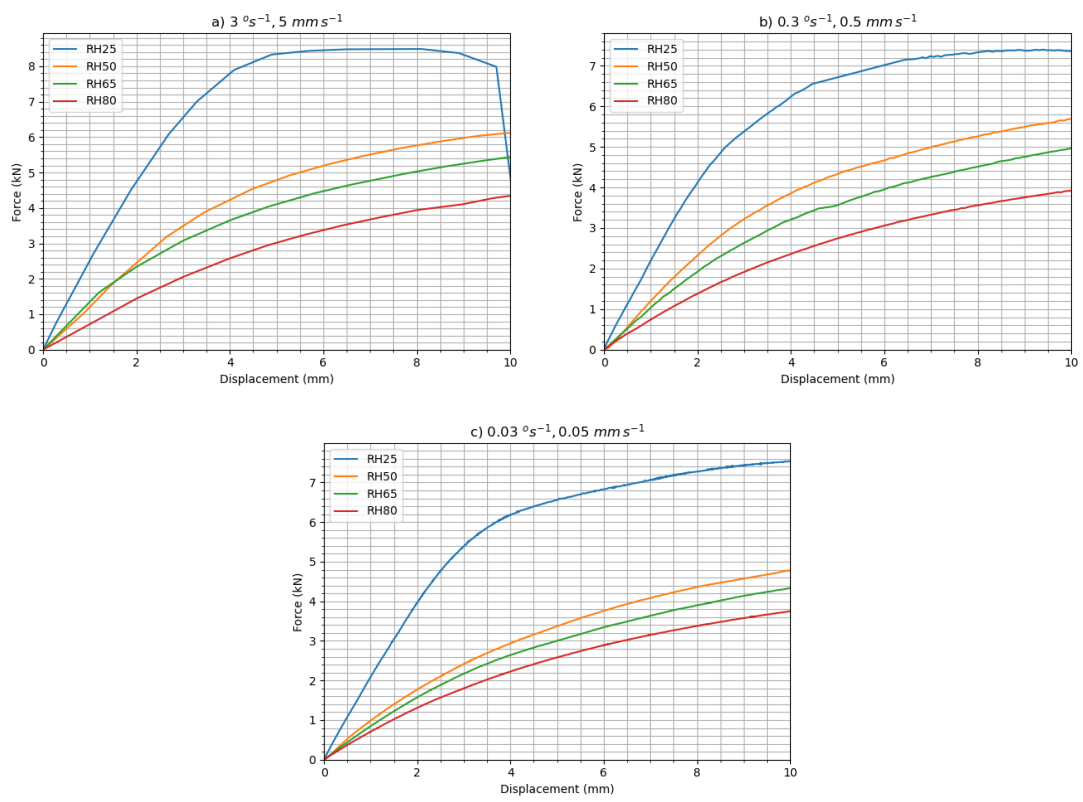 a) 3 °s⁻¹, 5 mm s⁻¹
RH25
RH50
RH65
RH80
Force (kN)
0
1
2
3
4
5
6
7
8
0
2
4
6
8
10
Displacement (mm)
b) 0.3 °s⁻¹, 0.5 mm s⁻¹
RH25
RH50
RH65
RH80
Force (kN)
0
1
2
3
4
5
6
7
0
2
4
6
8
10
Displacement (mm)
c) 0.03 °s⁻¹, 0.05 mm s⁻¹
RH25
RH50
RH65
RH80
Force (kN)
0
1
2
3
4
5
6
7
0
2
4
6
8
10
Displacement (mm)